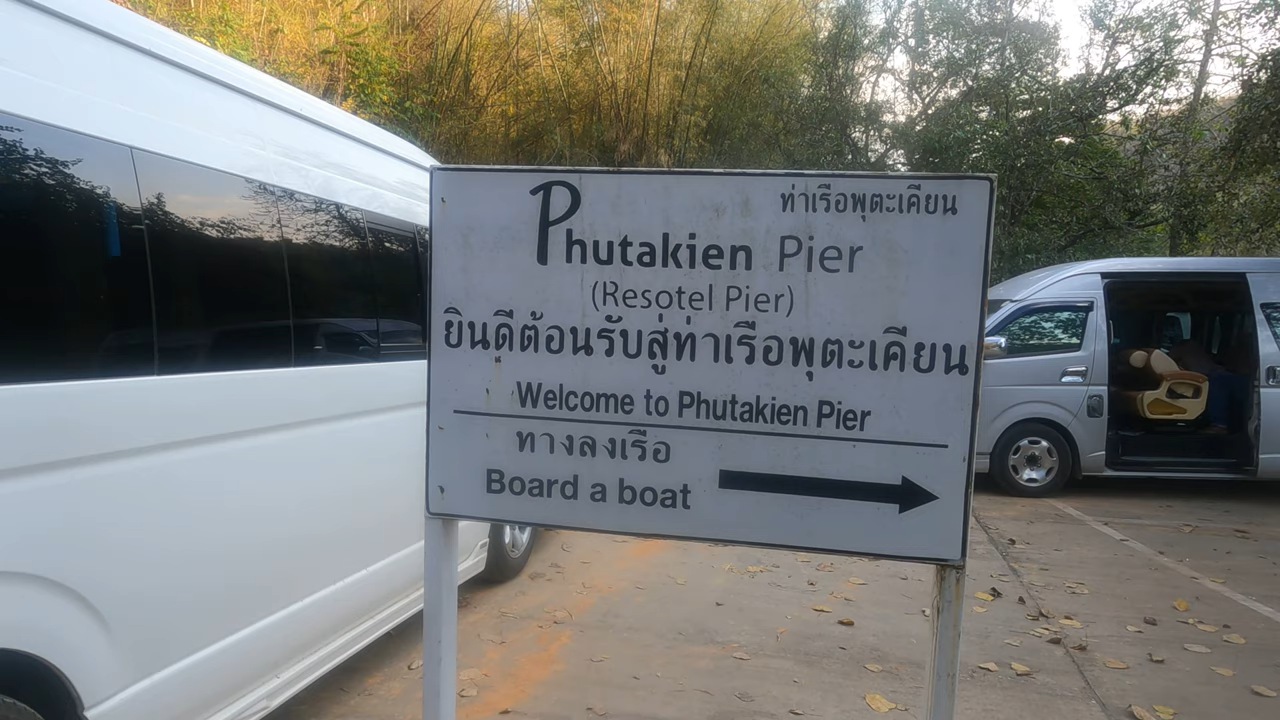 ท่าเรือพุตะเคียน
Phutakien Pier
(Resotel Pier)
ยินดีต้อนรับสู่ท่าเรือพุตะเคียน
Welcome to Phutakien Pier
ทางลงเรือ
Board a boat